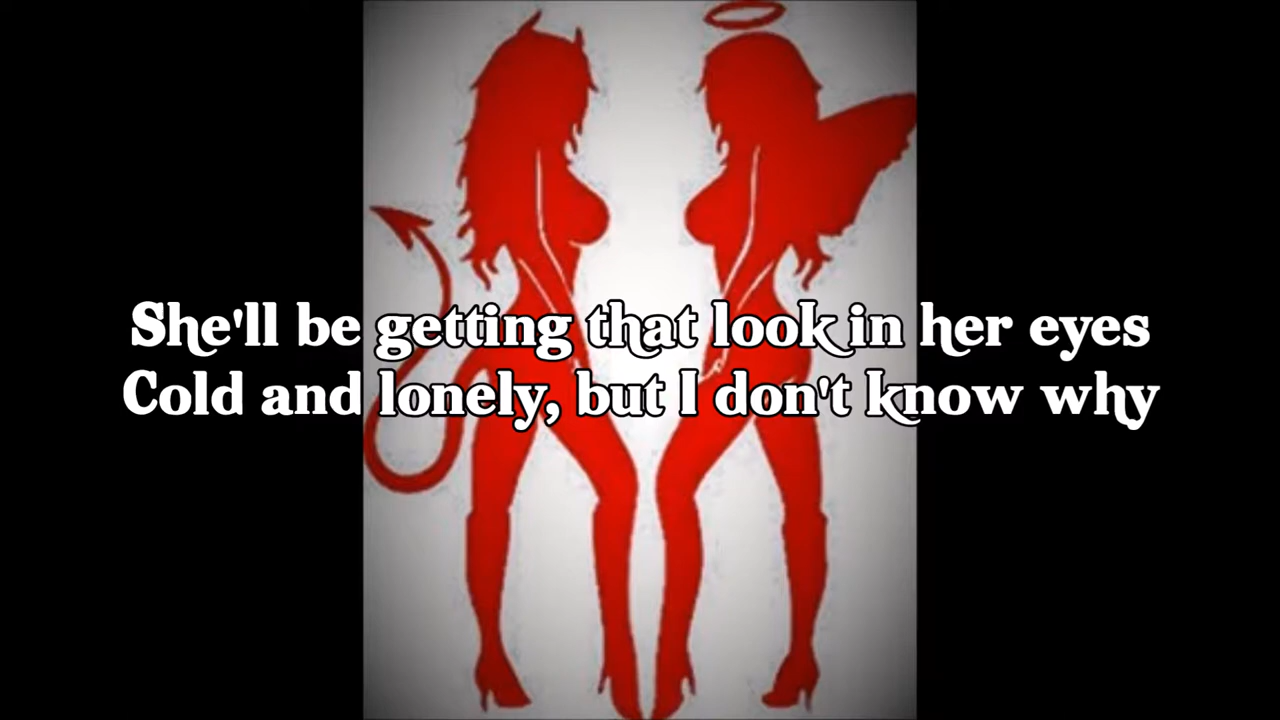 She'll be getting that look in her eyes
Cold and lonely, but I don't know why